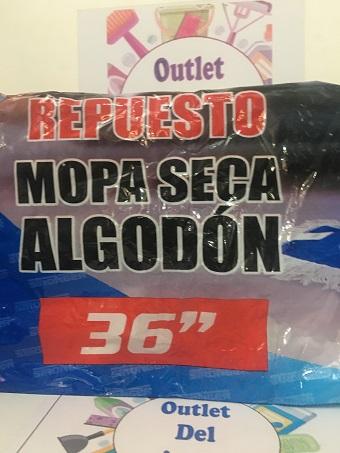 Outlet
REPUESTO
MOPA SECA
ALGODÓN
36”
Outlet
Del